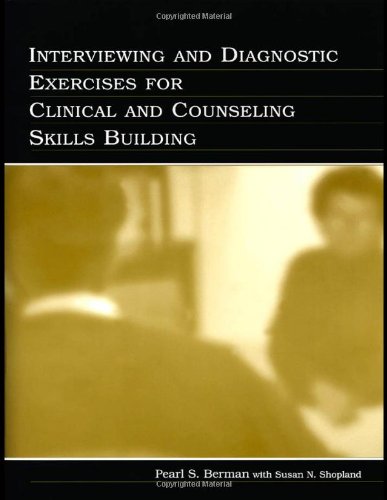 Copyrighted Material
INTERVIEWING AND DIAGNOSTIC
EXERCISES FOR
CLINICAL AND COUNSELING
SKILLS BUILDING
Pearl S. Berman with Susan N. Shopland
Copyrighted Material